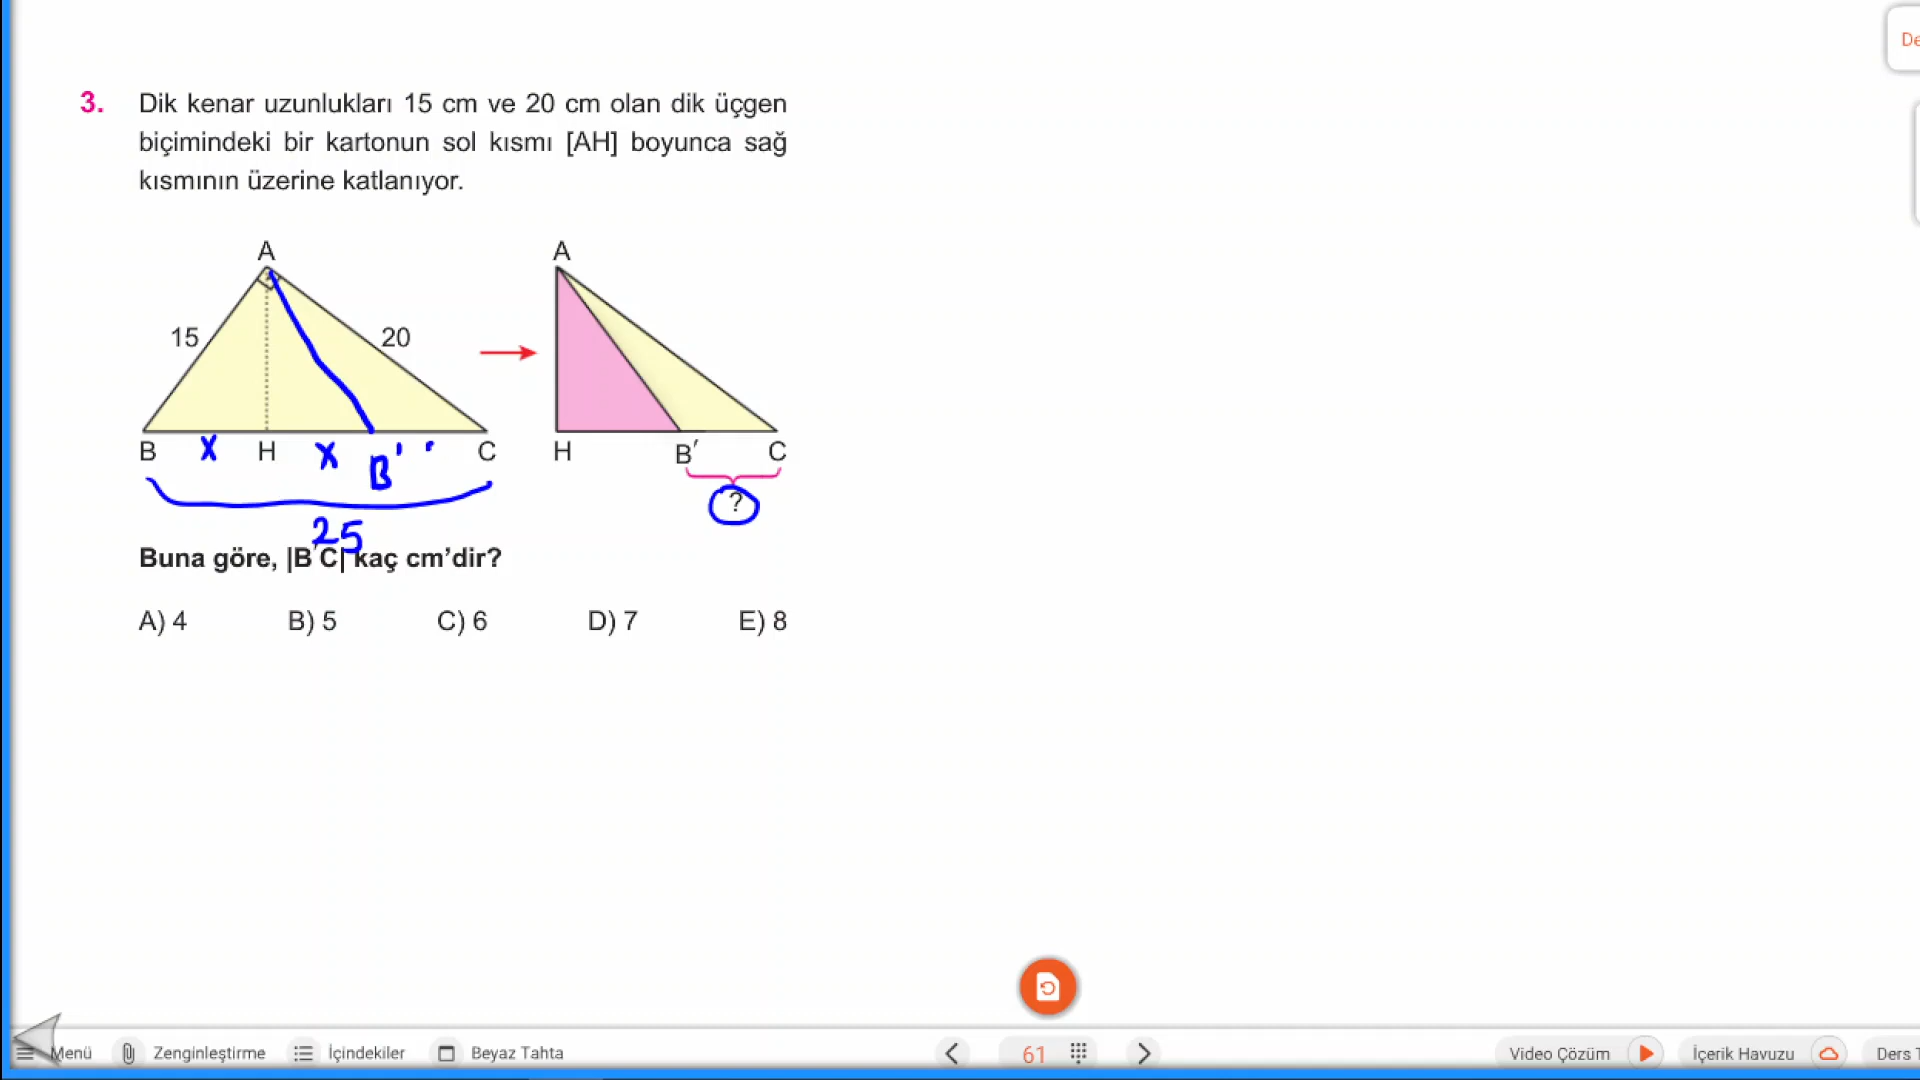 De
3. Dik kenar uzunlukları 15 cm ve 20 cm olan dik üçgen
biçimindeki bir kartonun sol kısmı [AH] boyunca sağ
kısmının üzerine katlanıyor.
A A
15 20
B x H x B' C H B′ C
?
25
Buna göre, |B′C| kaç cm’dir?
A) 4 B) 5 C) 6 D) 7 E) 8
Menü Zenginleştirme İçindekiler Beyaz Tahta 61 Video Çözüm İçerik Havuzu Ders